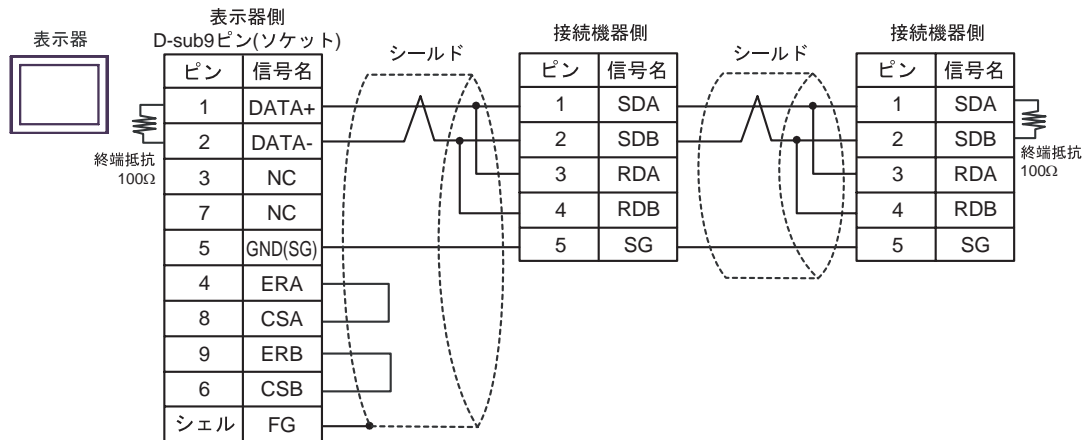 表示器
表示器側
D-sub9ピン(ソケット)
ピン 信号名
1 DATA+
2 DATA-
3 NC
7 NC
5 GND(SG)
4 ERA
8 CSA
9 ERB
6 CSB
シェル FG
終端抵抗
100Ω
シールド
接続機器側
ピン 信号名
1 SDA
2 SDB
3 RDA
4 RDB
5 SG
シールド
接続機器側
ピン 信号名
1 SDA
2 SDB
3 RDA
4 RDB
5 SG
終端抵抗
100Ω